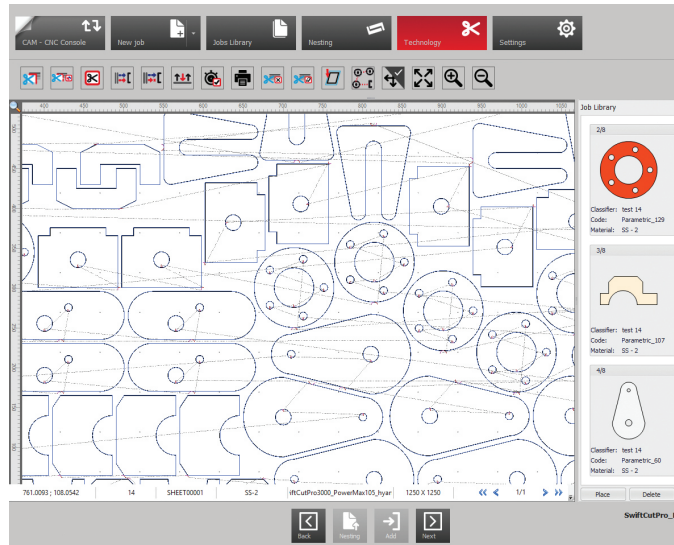 CAM - CNC Console
New job
Jobs Library
Nesting
Technology
Settings
400 450 500 550 600 650 700 750 800 850 900 950 1000 1050
Job Library
2/8
Classifier: test 14
Code: Parametric_129
Material: SS - 2
3/8
Classifier: test 14
Code: Parametric_107
Material: SS - 2
4/8
Classifier: test 14
Code: Parametric_60
Material: SS - 2
Place Delete
761.0093 ; 108.0542 14 SHEET00001 SS-2 iftCutPro3000_PowerMax105_hyar 1250 X 1250 1/1
SwiftCutPro_
Back Nesting Add Next